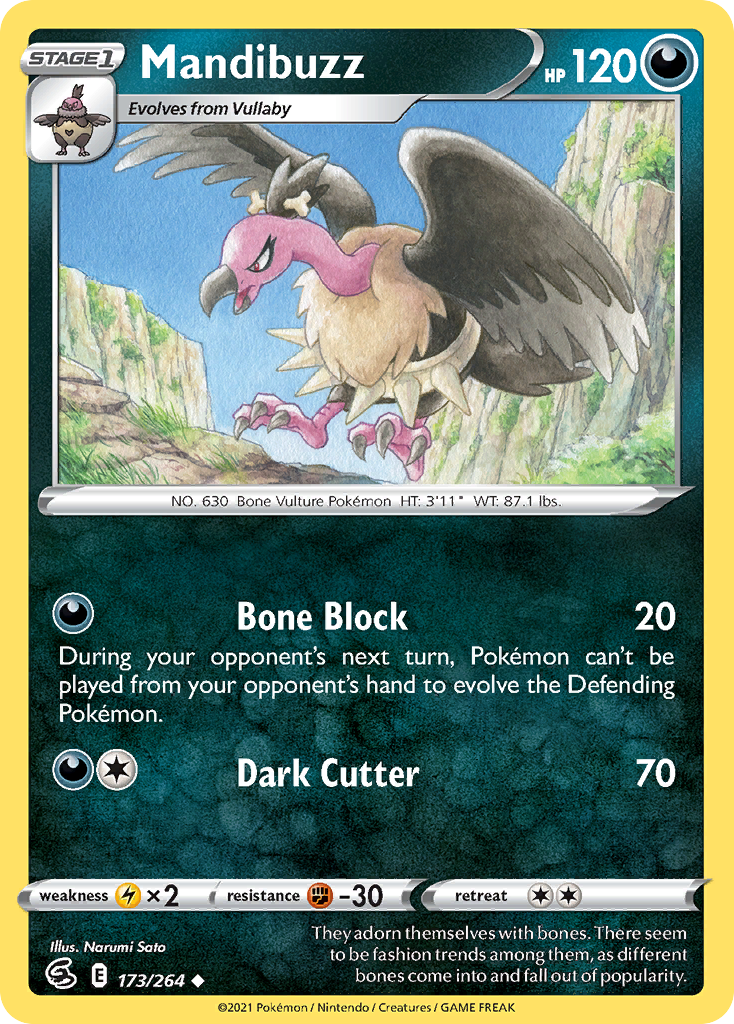 STAGE1
Mandibuzz
HP 120
Evolves from Vullaby
NO. 630 Bone Vulture Pokémon HT: 3'11" WT: 87.1 lbs.
Bone Block 20
During your opponent's next turn, Pokémon can't be
played from your opponent's hand to evolve the Defending
Pokémon.
Dark Cutter 70
weakness ×2 resistance -30 retreat
Illus. Narumi Sato
They adorn themselves with bones. There seem
to be fashion trends among them, as different
bones come into and fall out of popularity.
E 173/264
©2021 Pokémon / Nintendo / Creatures / GAME FREAK